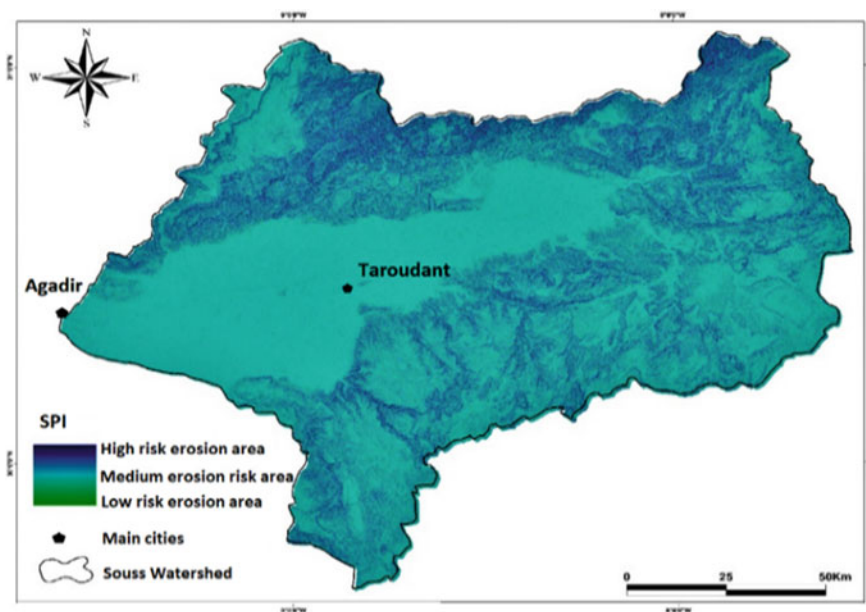 N
W E
S
Agadir
Taroudant
SPI
High risk erosion area
Medium erosion risk area
Low risk erosion area
Main cities
Souss Watershed
0 25 50Km